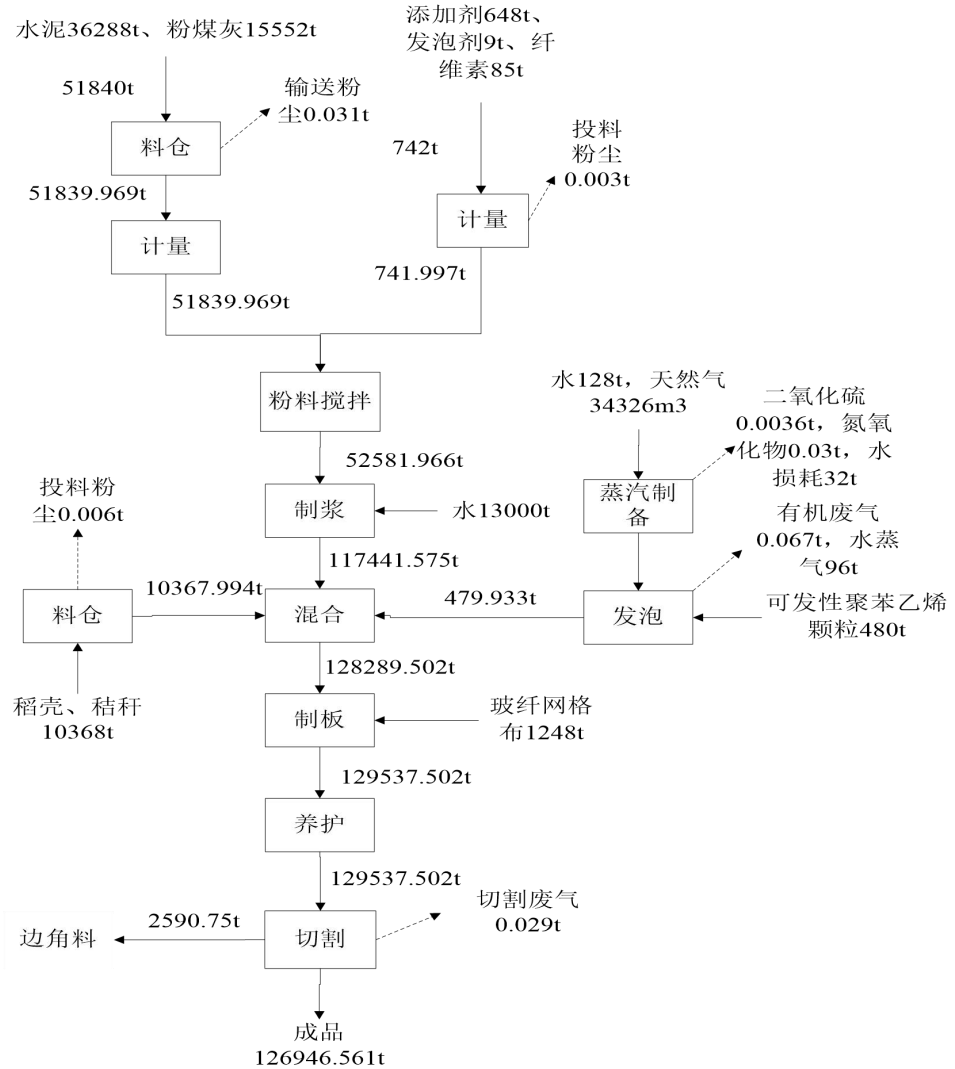 水泥36288t、粉煤灰15552t
添加剂648t、
发泡剂9t、纤
维素85t
51840t
输送粉
尘0.031t
料仓
742t
投料
粉尘
0.003t
51839.969t
计量
计量
741.997t
51839.969t
粉料搅拌
水128t，天然气
34326m3
二氧化硫
0.0036t，氮氧
化物0.03t，水
损耗32t
52581.966t
投料粉
尘0.006t
制浆
水13000t
蒸汽制
备
有机废气
0.067t，水蒸
气96t
117441.575t
10367.994t
料仓
混合
479.933t
发泡
可发性聚苯乙烯
颗粒480t
128289.502t
稻壳、秸秆
10368t
制板
玻纤网格
布1248t
129537.502t
养护
129537.502t
切割废气
0.029t
2590.75t
边角料
切割
成品
126946.561t